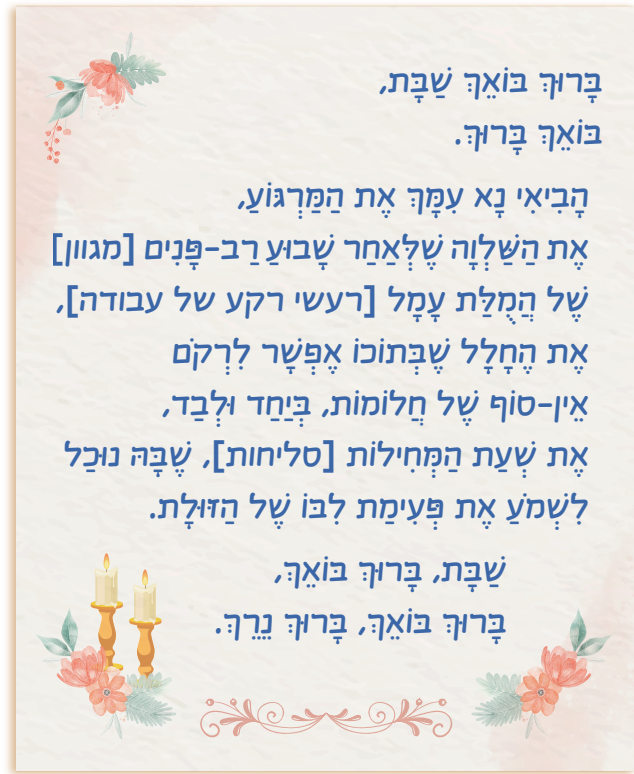 בָּרוּךְ בּוֹאֵךְ שַׁבָּת,
בּוֹאֵךְ בָּרוּךְ.
הָבִיאִי נָא עִמָּךְ אֶת הַמַּרְגּוֹעַ,
אֶת הַשַּׁלְוָה שֶׁלְּאַחַר שָׁבוּעַ רַב-פָּנִים [מגוון]
שֶׁל הֲמֻלַּת עָמָל [רעשי רקע של עבודה],
אֶת הֶחָלָל שֶׁבְּתוֹכוֹ אֶפְשָׁר לִרְקֹם
אֵין-סוֹף שֶׁל חֲלוֹמוֹת, בְּיַחַד וּלְבַד,
אֶת שְׁעַת הַמְּחִילוֹת [סליחות], שֶׁבָּהּ נוּכַל
לִשְׁמֹעַ אֶת פְּעִימַת לִבּוֹ שֶׁל הַזּוּלָת.
שַׁבָּת, בָּרוּךְ בּוֹאֵךְ,
בָּרוּךְ בּוֹאֵךְ, בָּרוּךְ נֵרֵךְ.